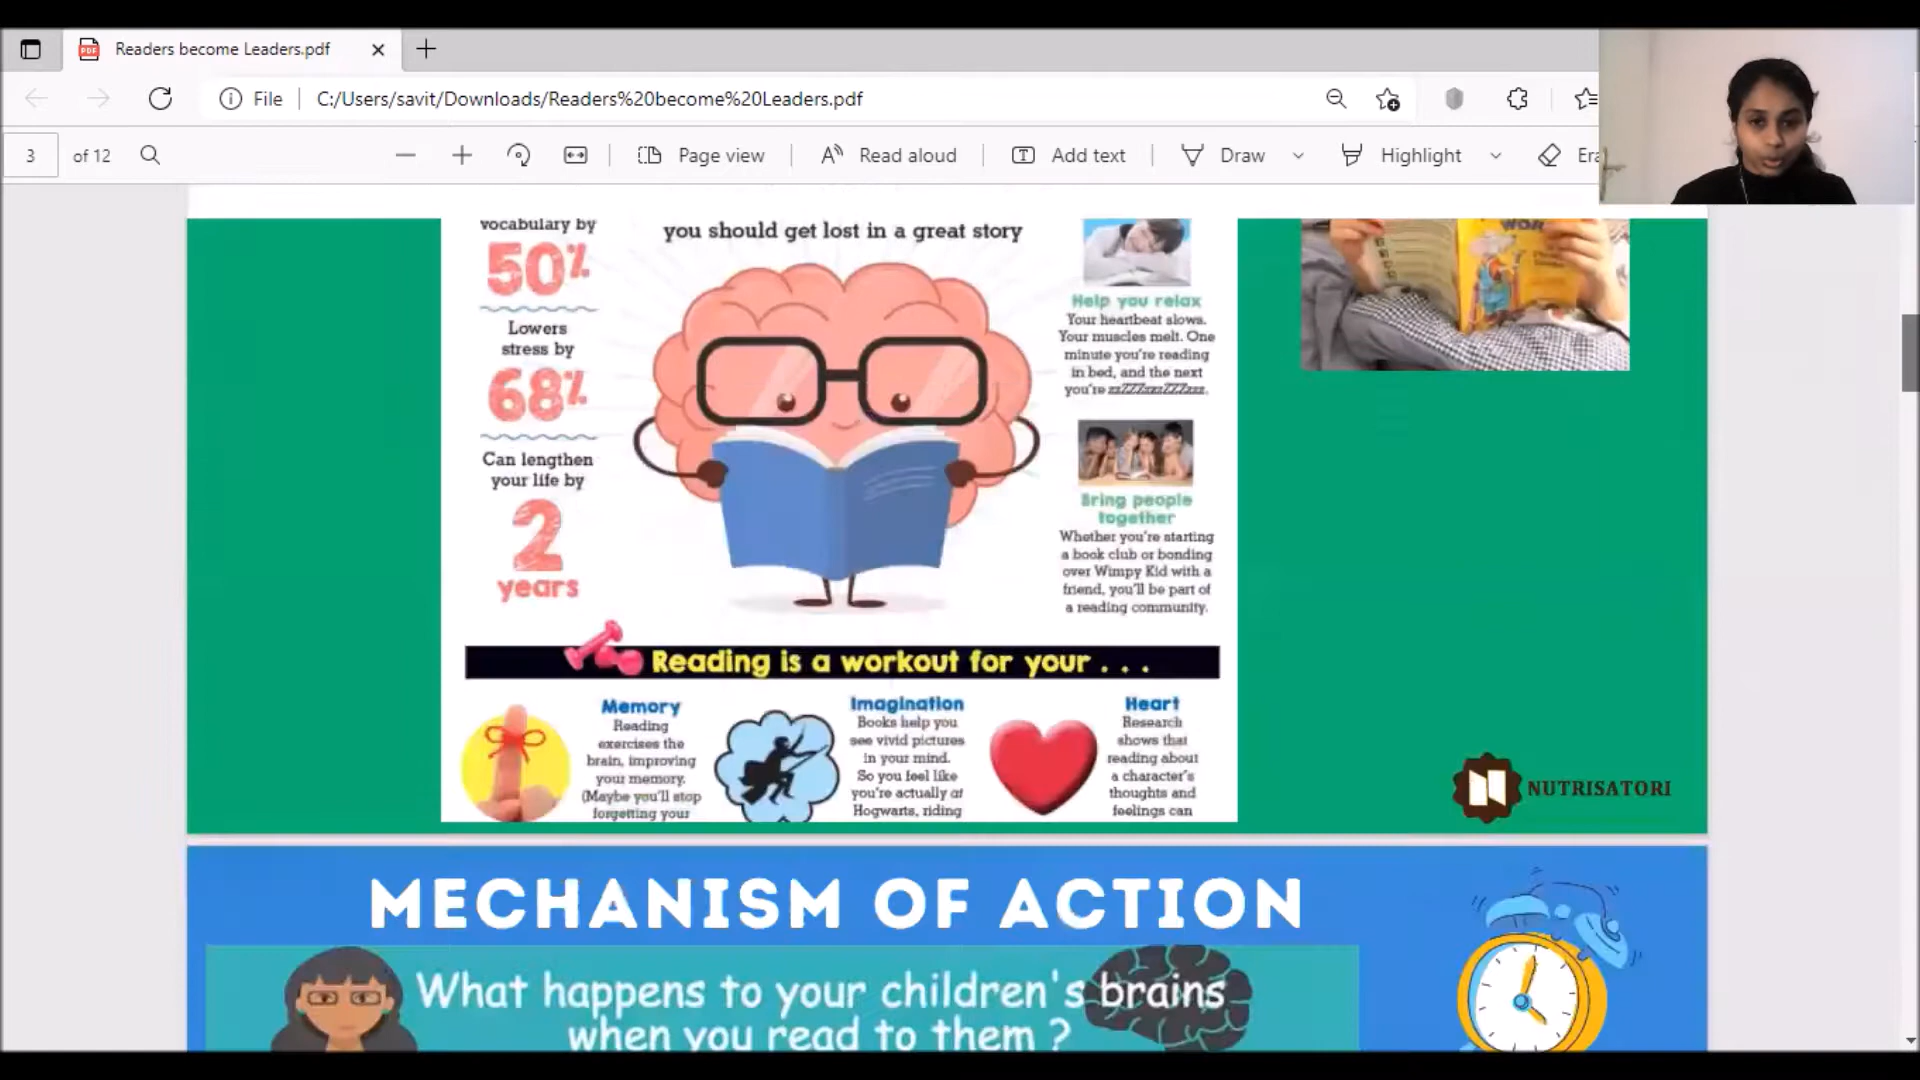 Readers become Leaders.pdf
File
C:/Users/savit/Downloads/Readers%20become%20Leaders.pdf
3
of 12
Page view
Read aloud
Add text
Draw
Highlight
vocabulary by
50%
Lowers
stress by
68%
Can lengthen
your life by
2
years
you should get lost in a great story
Help you relax
Your heartbeat slows.
Your muscles melt. One
minute you're reading
in bed, and the next
you're zzZZZzzzZZZzzz.
Bring people
together
Whether you're starting
a book club or bonding
over Wimpy Kid with a
friend, you'll be part of
a reading community.
Reading is a workout for your . . .
Memory
Reading
exercises the
brain, improving
your memory.
(Maybe you'll stop
forgetting your
Imagination
Books help you
see vivid pictures
in your mind.
So you feel like
you're actually at
Hogwarts, riding
Heart
Research
shows that
reading about
a character's
thoughts and
feelings can
NUTRISATORI
MECHANISM OF ACTION
What happens to your children's brains
when you read to them ?